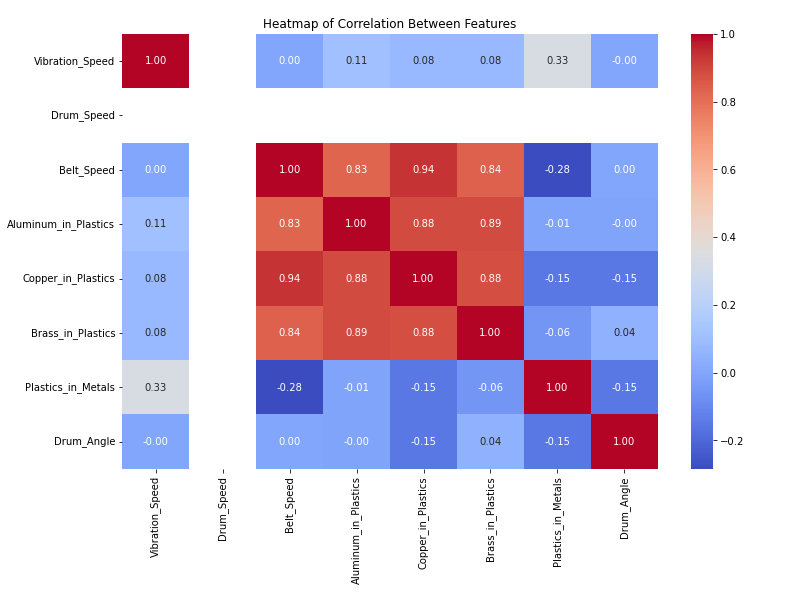 Heatmap of Correlation Between Features
Vibration_Speed 1.00 0.00 0.11 0.08 0.08 0.33 -0.00
Drum_Speed
Belt_Speed 0.00 1.00 0.83 0.94 0.84 -0.28 0.00
Aluminum_in_Plastics 0.11 0.83 1.00 0.88 0.89 -0.01 -0.00
Copper_in_Plastics 0.08 0.94 0.88 1.00 0.88 -0.15 -0.15
Brass_in_Plastics 0.08 0.84 0.89 0.88 1.00 -0.06 0.04
Plastics_in_Metals 0.33 -0.28 -0.01 -0.15 -0.06 1.00 -0.15
Drum_Angle -0.00 0.00 -0.00 -0.15 0.04 -0.15 1.00
Vibration_Speed
Drum_Speed
Belt_Speed
Aluminum_in_Plastics
Copper_in_Plastics
Brass_in_Plastics
Plastics_in_Metals
Drum_Angle
1.0
0.8
0.6
0.4
0.2
0.0
−0.2